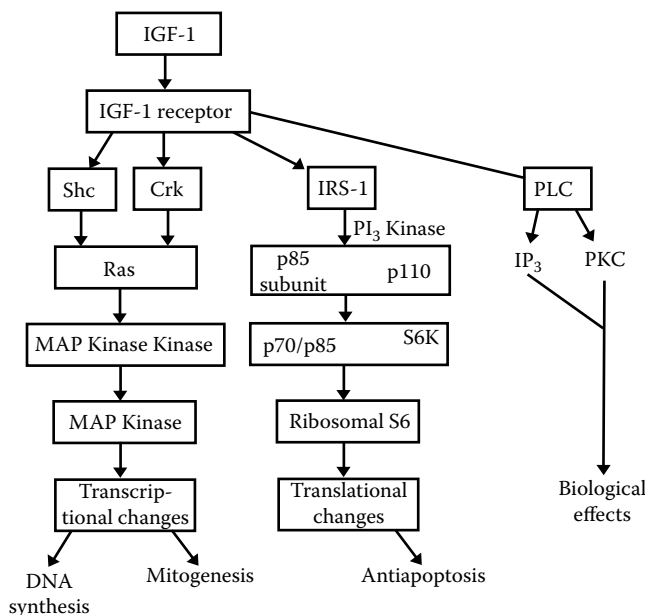 IGF-1
IGF-1 receptor
Shc
Crk
IRS-1
PLC
PI₃ Kinase
Ras
p85
subunit
p110
IP₃
PKC
MAP Kinase Kinase
p70/p85
S6K
MAP Kinase
Ribosomal S6
Transcrip-
tional changes
Translational
changes
Biological
effects
DNA
synthesis
Mitogenesis
Antiapoptosis